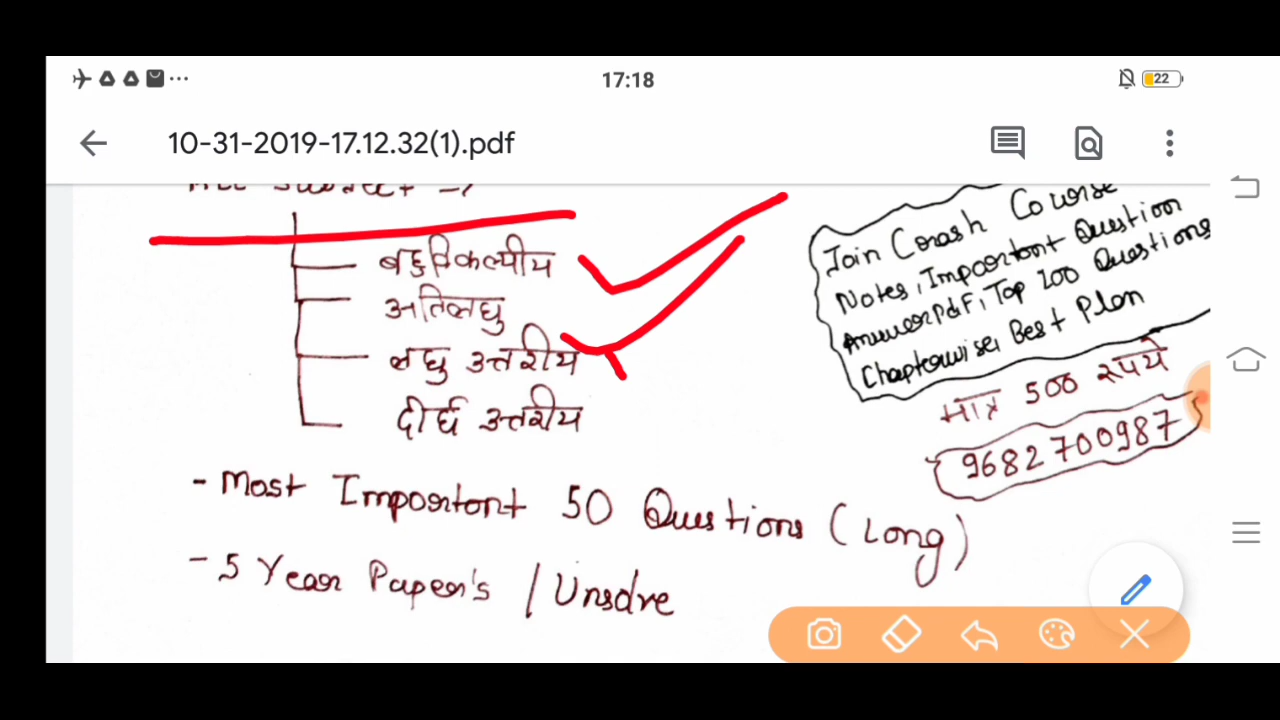 17:18
22
10-31-2019-17.12.32(1).pdf
बहुविकल्पीय
अतिलघु
लघु उत्तरीय
दीर्घ उत्तरीय
- Most Important 50 Questions (Long)
- 5 Year Paper's / Unsolve
Join Crash Course
Notes, Important Question
Answer PdF, Top 200 Questions
Chapterwise, Best Plan
मात्र 500 रुपये
9682700987